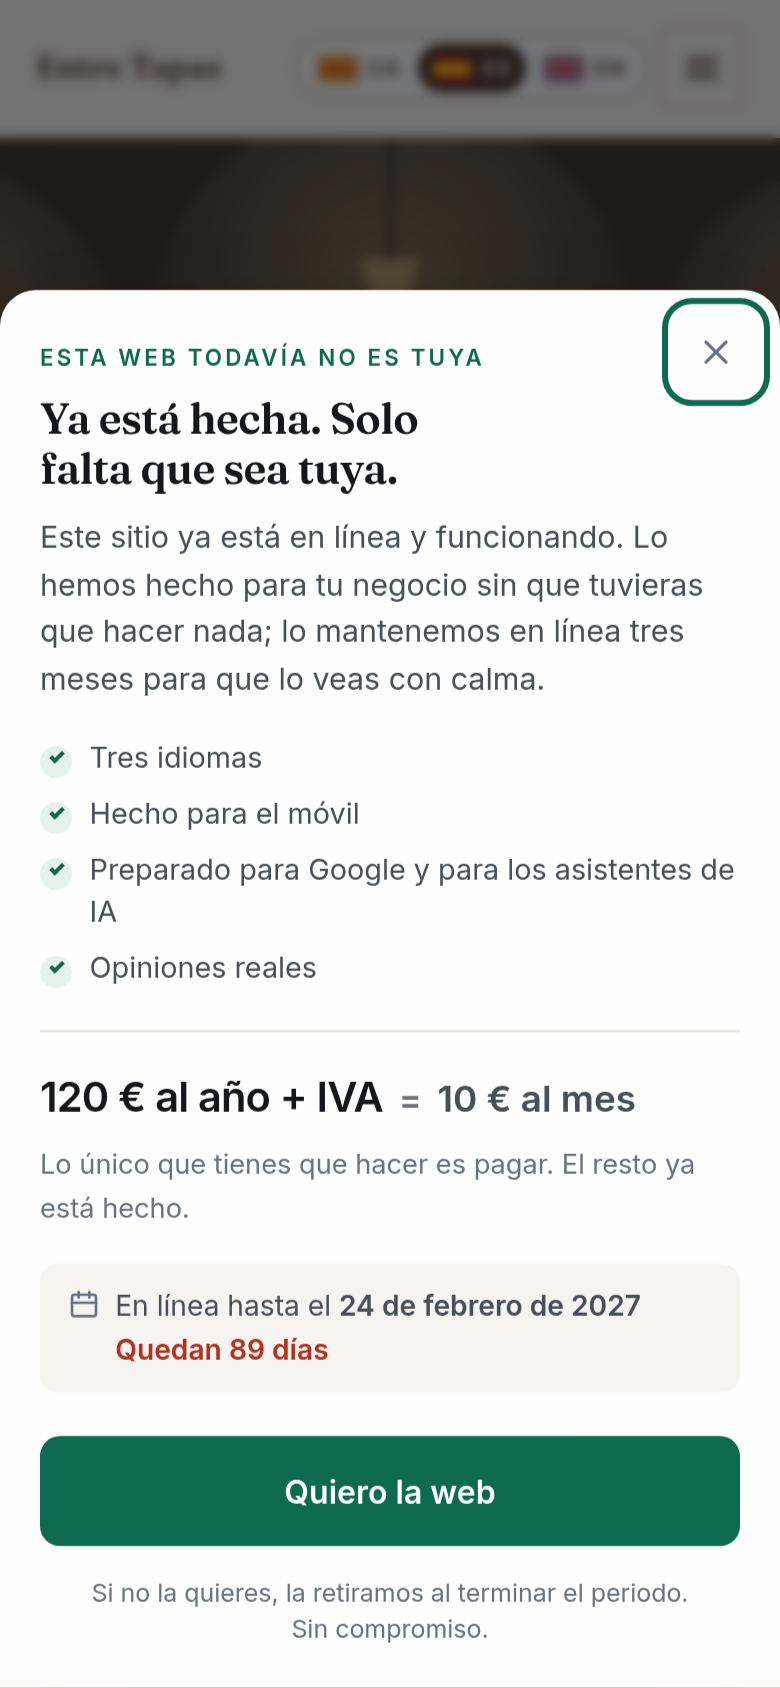 Entre Tapas
CA ES EN
ESTA WEB TODAVÍA NO ES TUYA
Ya está hecha. Solo
falta que sea tuya.
Este sitio ya está en línea y funcionando. Lo
hemos hecho para tu negocio sin que tuvieras
que hacer nada; lo mantenemos en línea tres
meses para que lo veas con calma.
Tres idiomas
Hecho para el móvil
Preparado para Google y para los asistentes de
IA
Opiniones reales
120 € al año + IVA = 10 € al mes
Lo único que tienes que hacer es pagar. El resto ya
está hecho.
En línea hasta el 24 de febrero de 2027
Quedan 89 días
Quiero la web
Si no la quieres, la retiramos al terminar el periodo.
Sin compromiso.